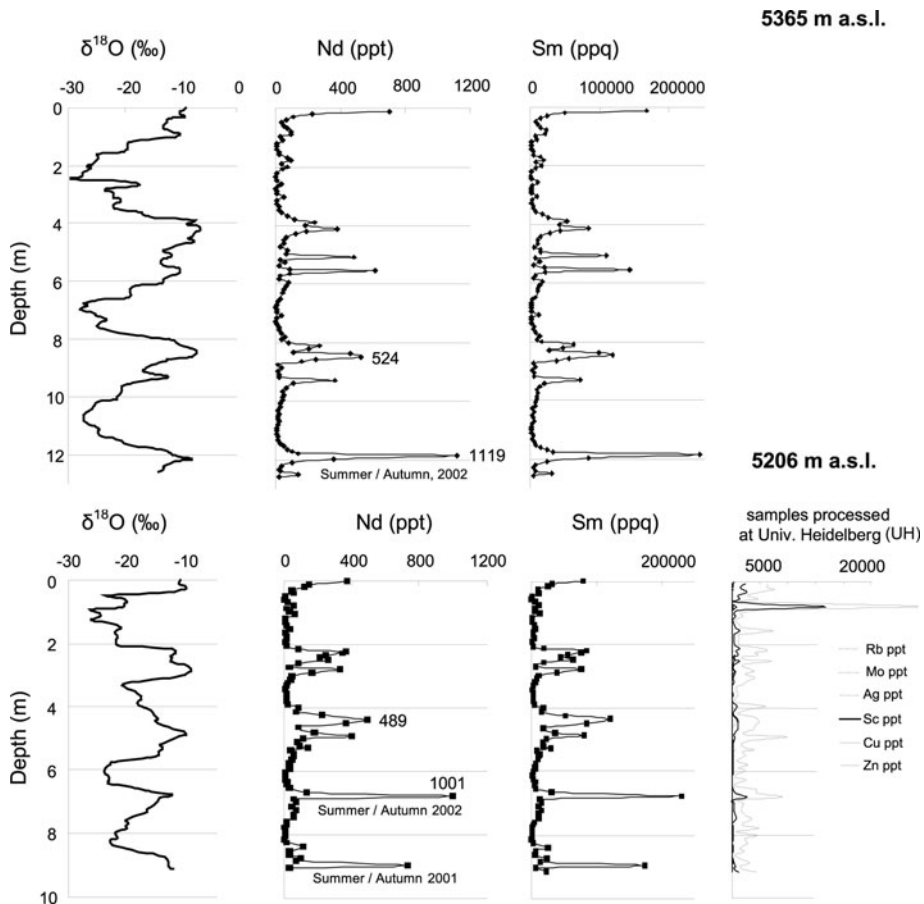 5365 m a.s.l.
δ18O (‰) Nd (ppt) Sm (ppq)
-30 -20 -10 0 0 400 800 1200 0 100000 200000
0
2
4
6
8
10
12
Depth (m)
524
1119
Summer / Autumn, 2002
5206 m a.s.l.
δ18O (‰) Nd (ppt) Sm (ppq)
samples processed
at Univ. Heidelberg (UH)
-30 -20 -10 0 0 400 800 1200 0 200000 5000 20000
0
2
4
6
8
10
Depth (m)
489
1001
Summer / Autumn 2002
Summer / Autumn 2001
Rb ppt
Mo ppt
Ag ppt
Sc ppt
Cu ppt
Zn ppt